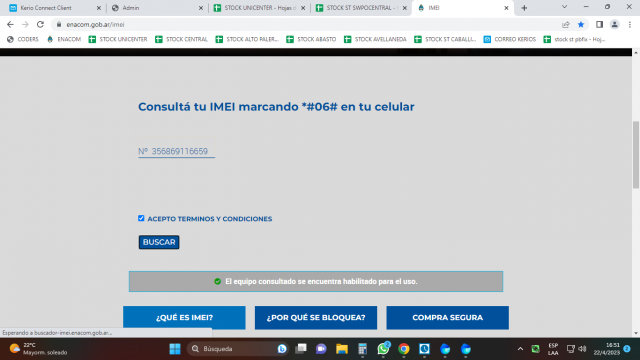 Kerio Connect Client
Admin
STOCK UNICENTER - Hojas d
STOCK ST SWPOCENTRAL -
IMEI
enacom.gob.ar/imei
CODERS
ENACOM
STOCK UNICENTER
STOCK CENTRAL
STOCK ALTO PALER...
STOCK ABASTO
STOCK AVELLANEDA
STOCK ST CABALLI...
CORREO KERIOS
stock st pbfix - Hoj...
Consultá tu IMEI marcando *#06# en tu celular
Nº 356869116659
ACEPTO TERMINOS Y CONDICIONES
BUSCAR
El equipo consultado se encuentra habilitado para el uso.
¿QUÉ ES IMEI?
¿POR QUÉ SE BLOQUEA?
COMPRA SEGURA
Esperando a buscador-imei.enacom.gob.ar...
22°C
Mayorm. soleado
Búsqueda
ESP
LAA
16:51
22/4/2023